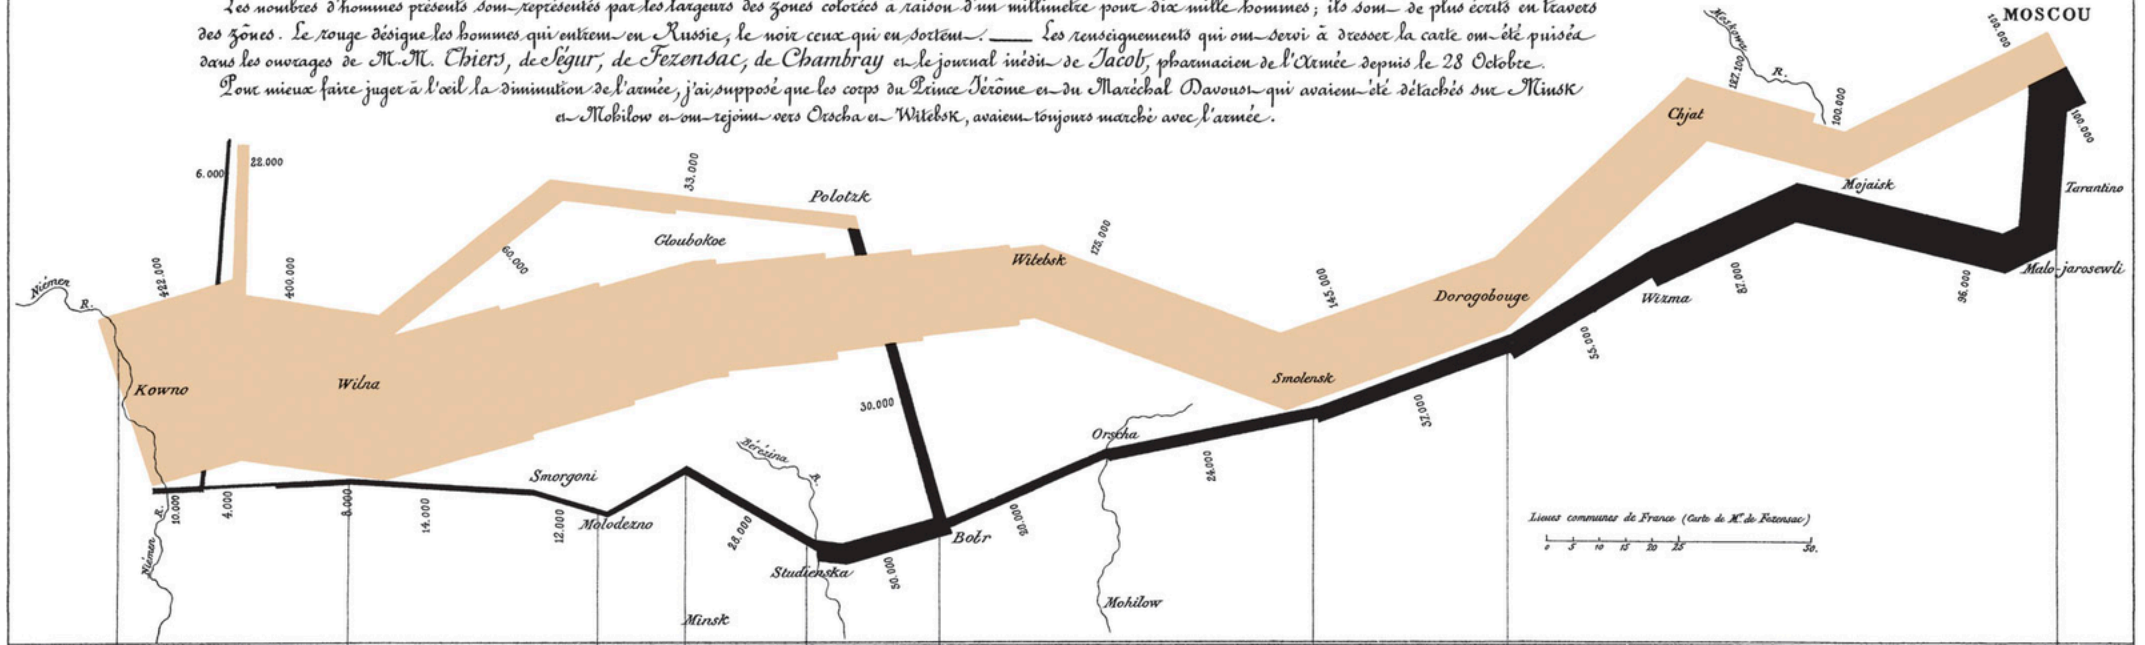 Les nombres d'hommes présents sont représentés par les largeurs des zones colorées à raison d'un millimètre pour dix mille hommes; ils sont de plus écrits en travers
des zônes. Le rouge désigne les hommes qui entrent en Russie, le noir ceux qui en sortent. ___ Les renseignements qui ont servi à dresser la carte ont été puisés
dans les ouvrages de M.M. Thiers, de Ségur, de Fezensac, de Chambray et le journal inédit de Jacob, pharmacien de l'Armée depuis le 28 Octobre.
Pour mieux faire juger à l'œil la diminution de l'armée, j'ai supposé que les corps du Prince Jérôme et du Maréchal Davoust qui avaient été détachés sur Minsk
et Mohilow et ont rejoint vers Orscha et Witebsk, avaient toujours marché avec l'armée.
MOSCOU
100.000
Moskowa
R.
127.100
100.000
Chjat
Mojaisk
100.000
Tarantino
Malo-jarosewli
22.000
6.000
33.000
Polotzk
Gloubokoe
60.000
175.000
Witebsk
422.000
400.000
Niémen
R.
145.000
Dorogobouge
Wizma
87.000
96.000
55.000
Kowno
Wilna
Smolensk
30.000
37.000
Orscha
24.000
Bérézina
R.
Smorgoni
Molodezno
10.000
4.000
8.000
14.000
12.000
28.000
Studienska
50.000
Botr
20.000
Niémen
R.
Minsk
Mohilow
Lieues communes de France (Carte de Mr. de Fezensac)
0 5 10 15 20 25 50.